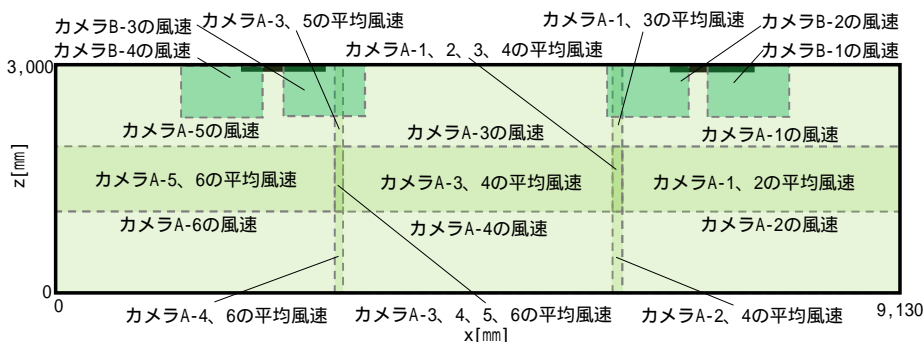 カメラB-3の風速
カメラA-3、5の平均風速
カメラA-1、3の平均風速
カメラB-2の風速
カメラB-4の風速
カメラA-1、2、3、4の平均風速
カメラB-1の風速
3,000
カメラA-5の風速
カメラA-3の風速
カメラA-1の風速
z[㎜]
カメラA-5、6の平均風速
カメラA-3、4の平均風速
カメラA-1、2の平均風速
カメラA-6の風速
カメラA-4の風速
カメラA-2の風速
0
0
9,130
カメラA-4、6の平均風速
カメラA-3、4、5、6の平均風速
カメラA-2、4の平均風速
x[㎜]